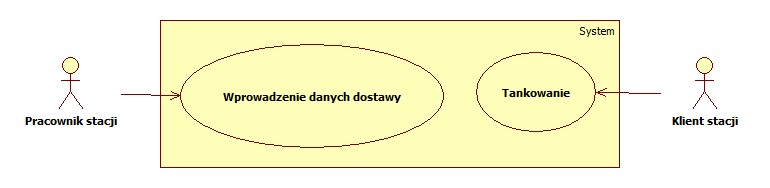 System
Wprowadzenie danych dostawy
Tankowanie
Pracownik stacji
Klient stacji